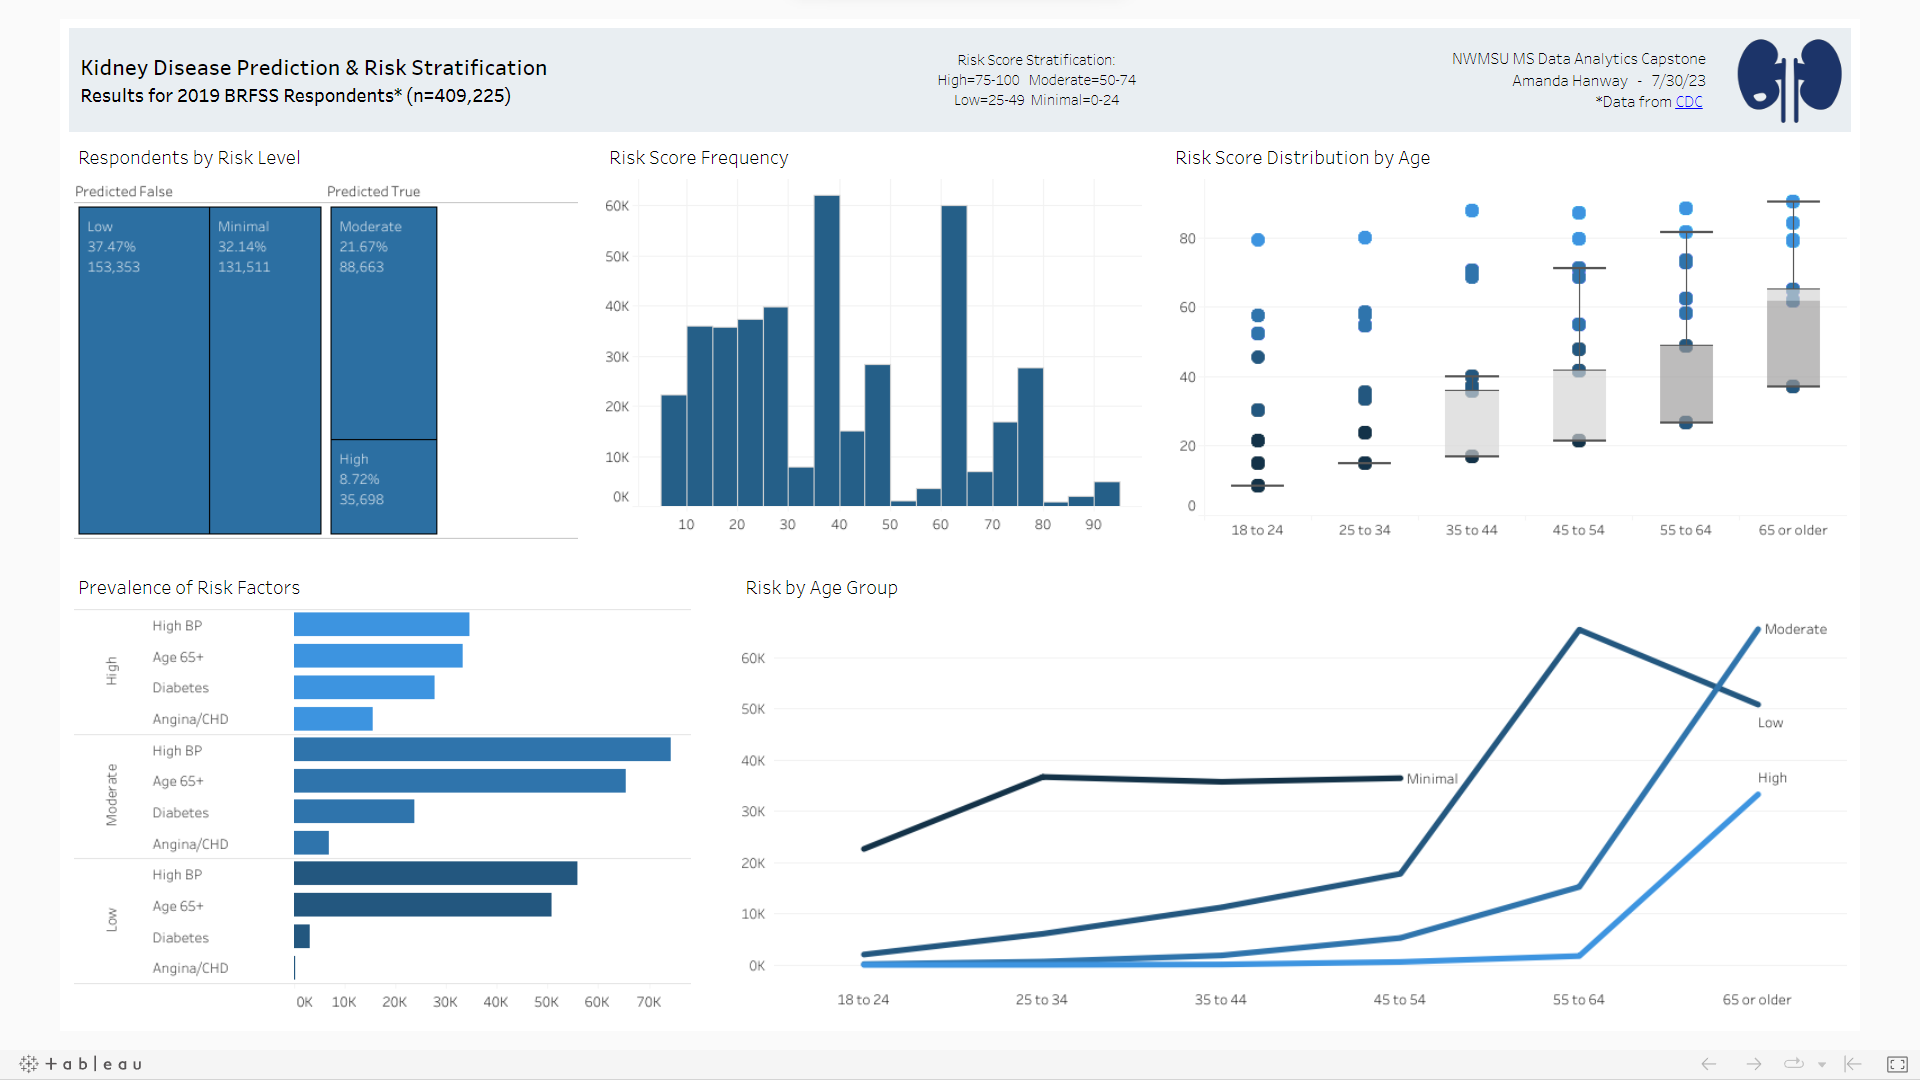 Kidney Disease Prediction & Risk Stratification
Results for 2019 BRFSS Respondents* (n=409,225)
Risk Score Stratification:
High=75-100 Moderate=50-74
Low=25-49 Minimal=0-24
NWMSU MS Data Analytics Capstone
Amanda Hanway - 7/30/23
*Data from CDC
Respondents by Risk Level
Predicted False
Predicted True
Low
37.47%
153,353
Minimal
32.14%
131,511
Moderate
21.67%
88,663
High
8.72%
35,698
Risk Score Frequency
60K
50K
40K
30K
20K
10K
0K
10 20 30 40 50 60 70 80 90
Risk Score Distribution by Age
80
60
40
20
0
18 to 24 25 to 34 35 to 44 45 to 54 55 to 64 65 or older
Prevalence of Risk Factors
High
High BP
Age 65+
Diabetes
Angina/CHD
Moderate
High BP
Age 65+
Diabetes
Angina/CHD
Low
High BP
Age 65+
Diabetes
Angina/CHD
0K 10K 20K 30K 40K 50K 60K 70K
Risk by Age Group
60K
50K
40K
30K
20K
10K
0K
Moderate
Low
High
Minimal
18 to 24 25 to 34 35 to 44 45 to 54 55 to 64 65 or older
+ableau